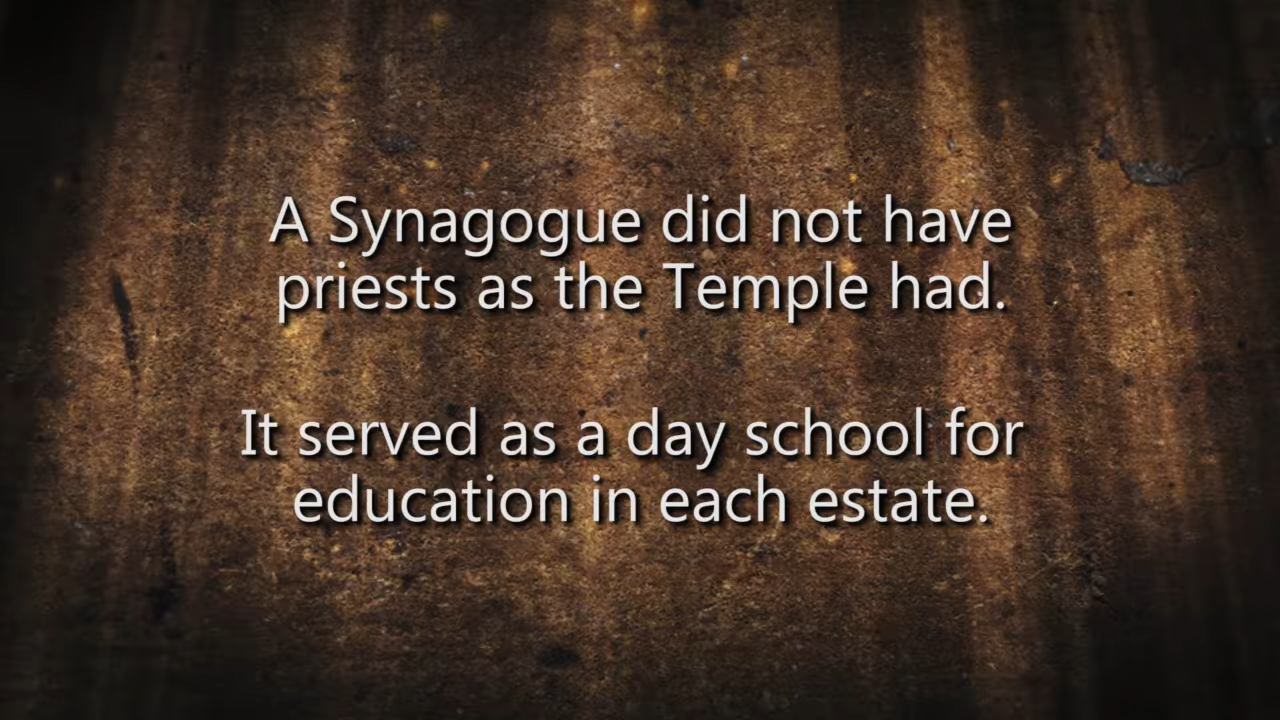 A Synagogue did not have
priests as the Temple had.
It served as a day school for
education in each estate.